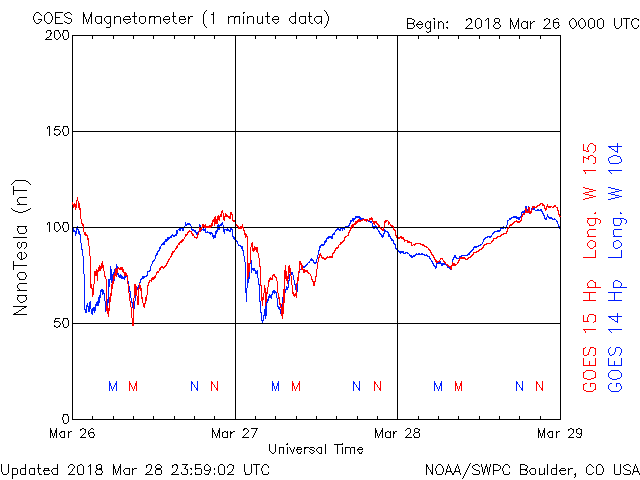 GOES Magnetometer (1 minute data)
Begin: 2018 Mar 26 0000 UTC
200
150
100
50
0
NanoTesla (nT)
M M N N M M N N M M N N
Mar 26 Mar 27 Mar 28 Mar 29
Universal Time
GOES 15 Hp Long. W 135
GOES 14 Hp Long. W 104
Updated 2018 Mar 28 23:59:02 UTC
NOAA/SWPC Boulder, CO USA